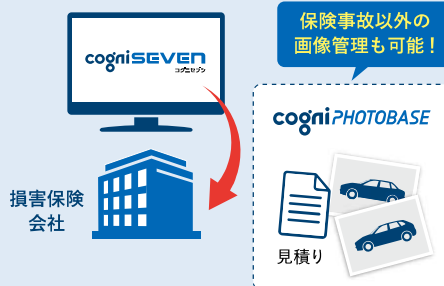 保険事故以外の
画像管理も可能！
cogniSEVEN
コグニセブン
cogniPHOTOBASE
損害保険
会社
見積り